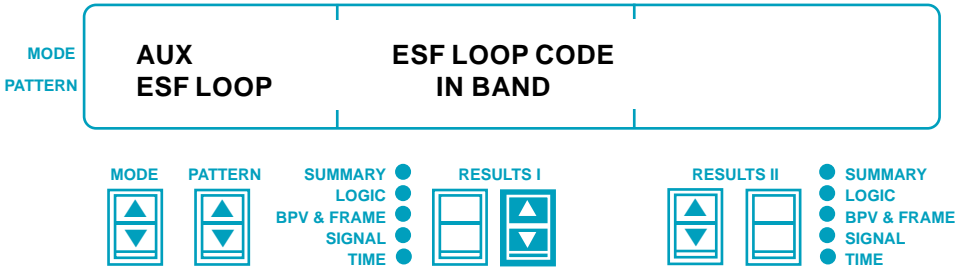 MODE AUX ESF LOOP CODE
PATTERN ESF LOOP IN BAND
MODE PATTERN SUMMARY RESULTS I RESULTS II SUMMARY
LOGIC LOGIC
BPV & FRAME BPV & FRAME
SIGNAL SIGNAL
TIME TIME